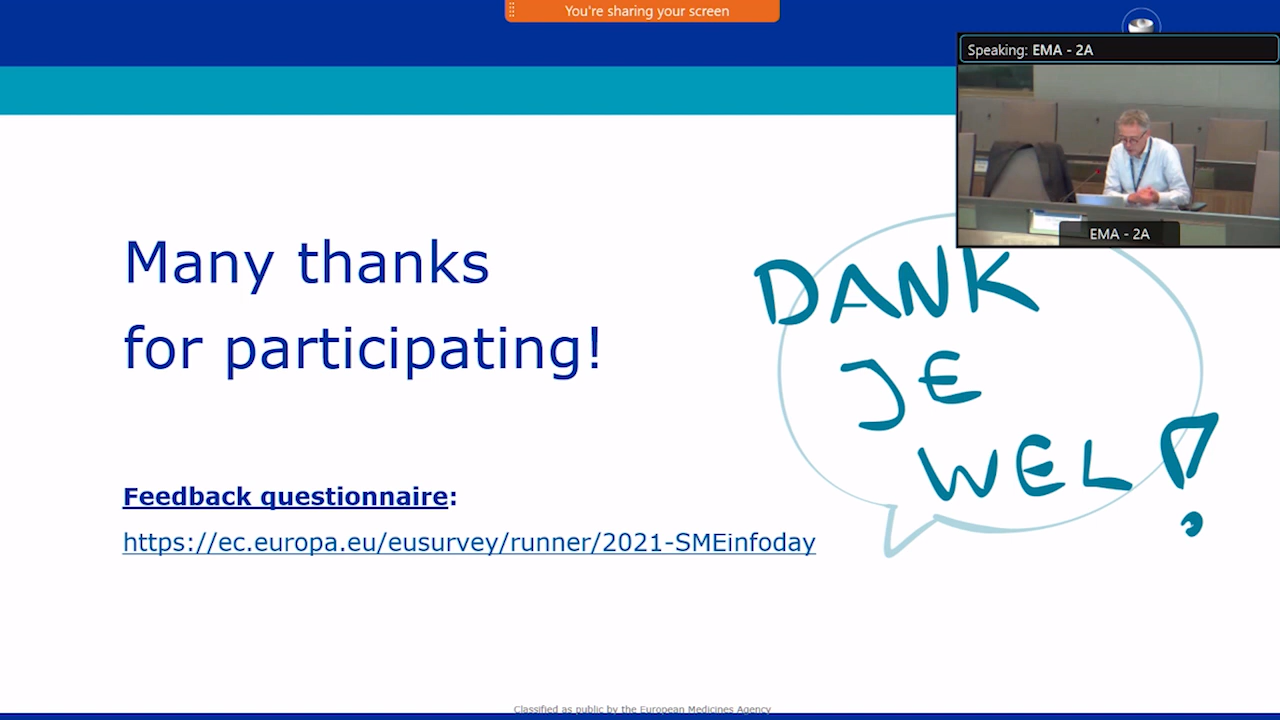 You're sharing your screen
Speaking: EMA - 2A
EMA - 2A
Many thanks
for participating!
DANK
JE
WEL!
Feedback questionnaire:
https://ec.europa.eu/eusurvey/runner/2021-SMEinfoday
Classified as public by the European Medicines Agency